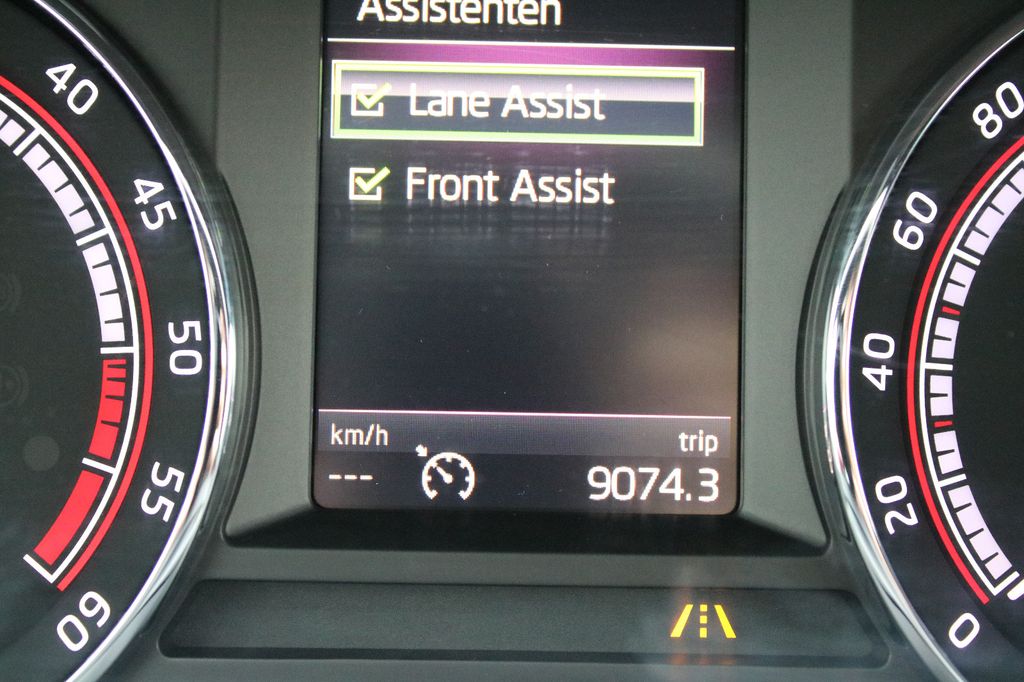 Assistenten
Lane Assist
Front Assist
km/h
trip
---
9074.3
40
45
50
55
60
80
60
40
20
0